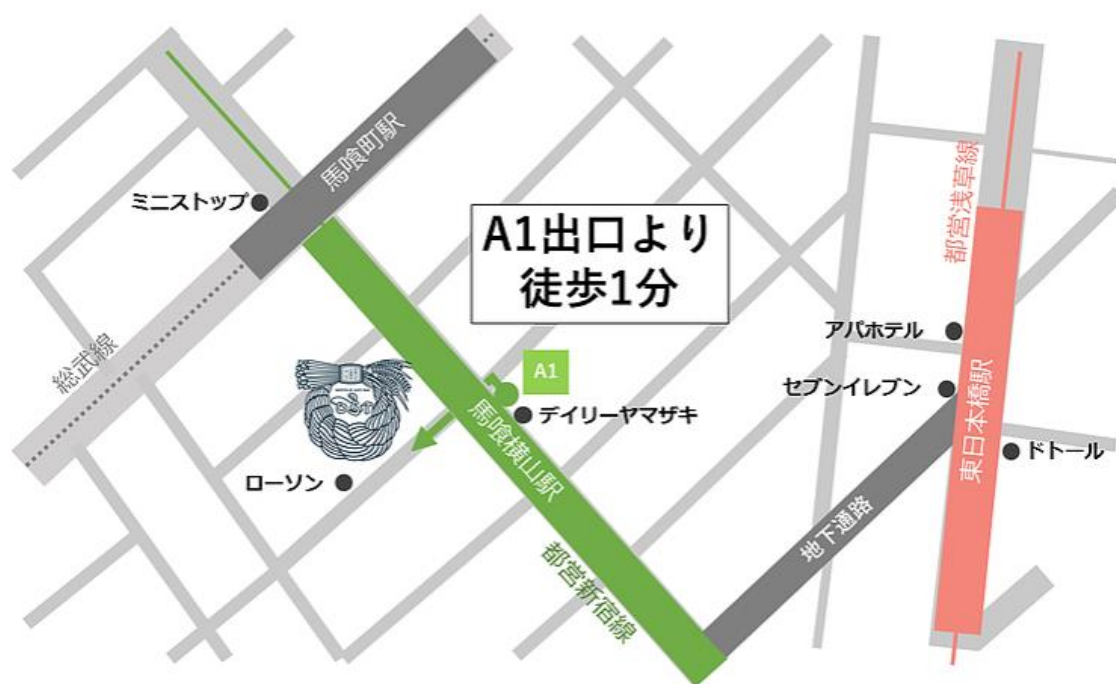 馬喰町駅
ミニストップ
A1出口より
徒歩1分
都営浅草線
総武線
アパホテル
A1
セブンイレブン
デイリーヤマザキ
馬喰横山駅
東日本橋駅
ドトール
ローソン
地下通路
都営新宿線